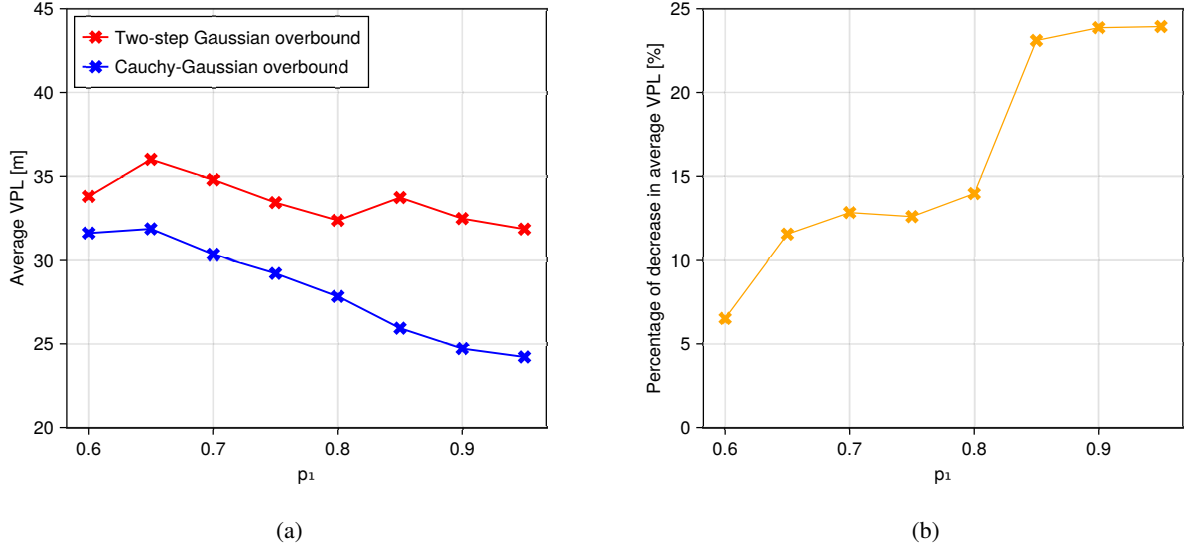 45
40
35
30
25
20
Average VPL [m]
Two-step Gaussian overbound
Cauchy-Gaussian overbound
0.6 0.7 0.8 0.9
p₁
(a)
25
20
15
10
5
0
Percentage of decrease in average VPL [%]
0.6 0.7 0.8 0.9
p₁
(b)